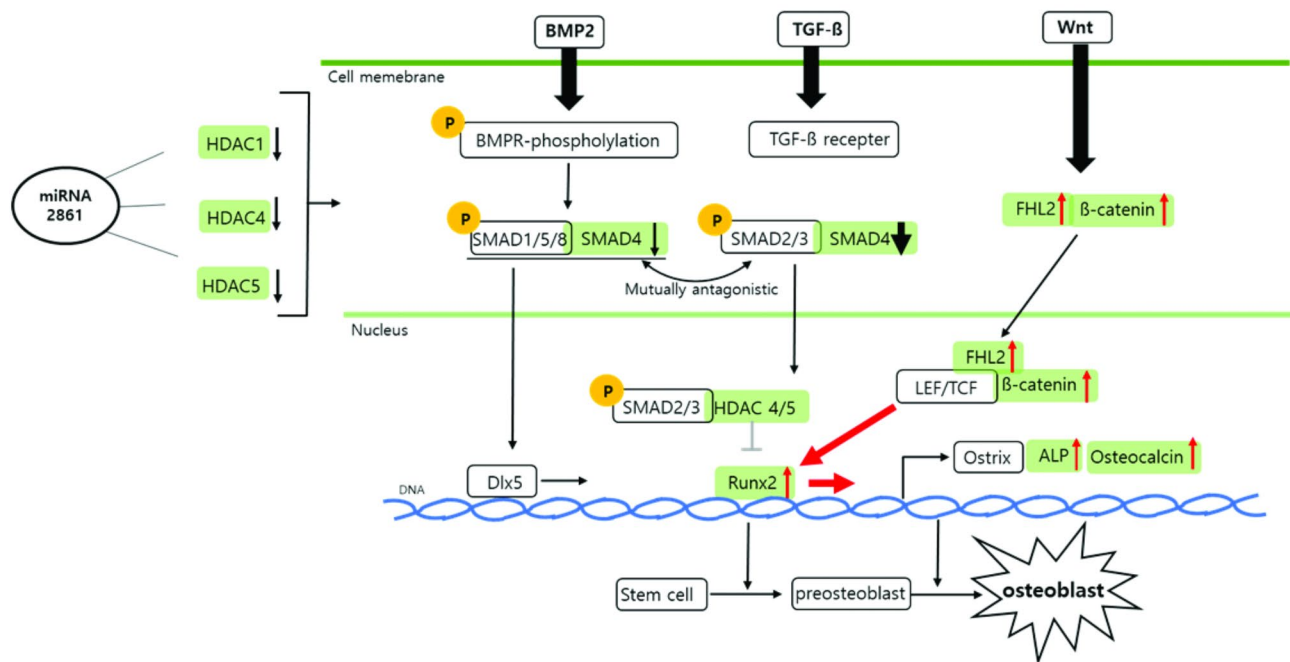 BMP2
TGF-ß
Wnt
Cell memebrane
P
BMPR-phospholylation
TGF-ß recepter
HDAC1
miRNA
2861
HDAC4
HDAC5
FHL2
ß-catenin
P
SMAD1/5/8
SMAD4
P
SMAD2/3
SMAD4
Mutually antagonistic
Nucleus
FHL2
LEF/TCF
ß-catenin
P
SMAD2/3
HDAC 4/5
Ostrix
ALP
Osteocalcin
Dlx5
Runx2
DNA
Stem cell
preosteoblast
osteoblast